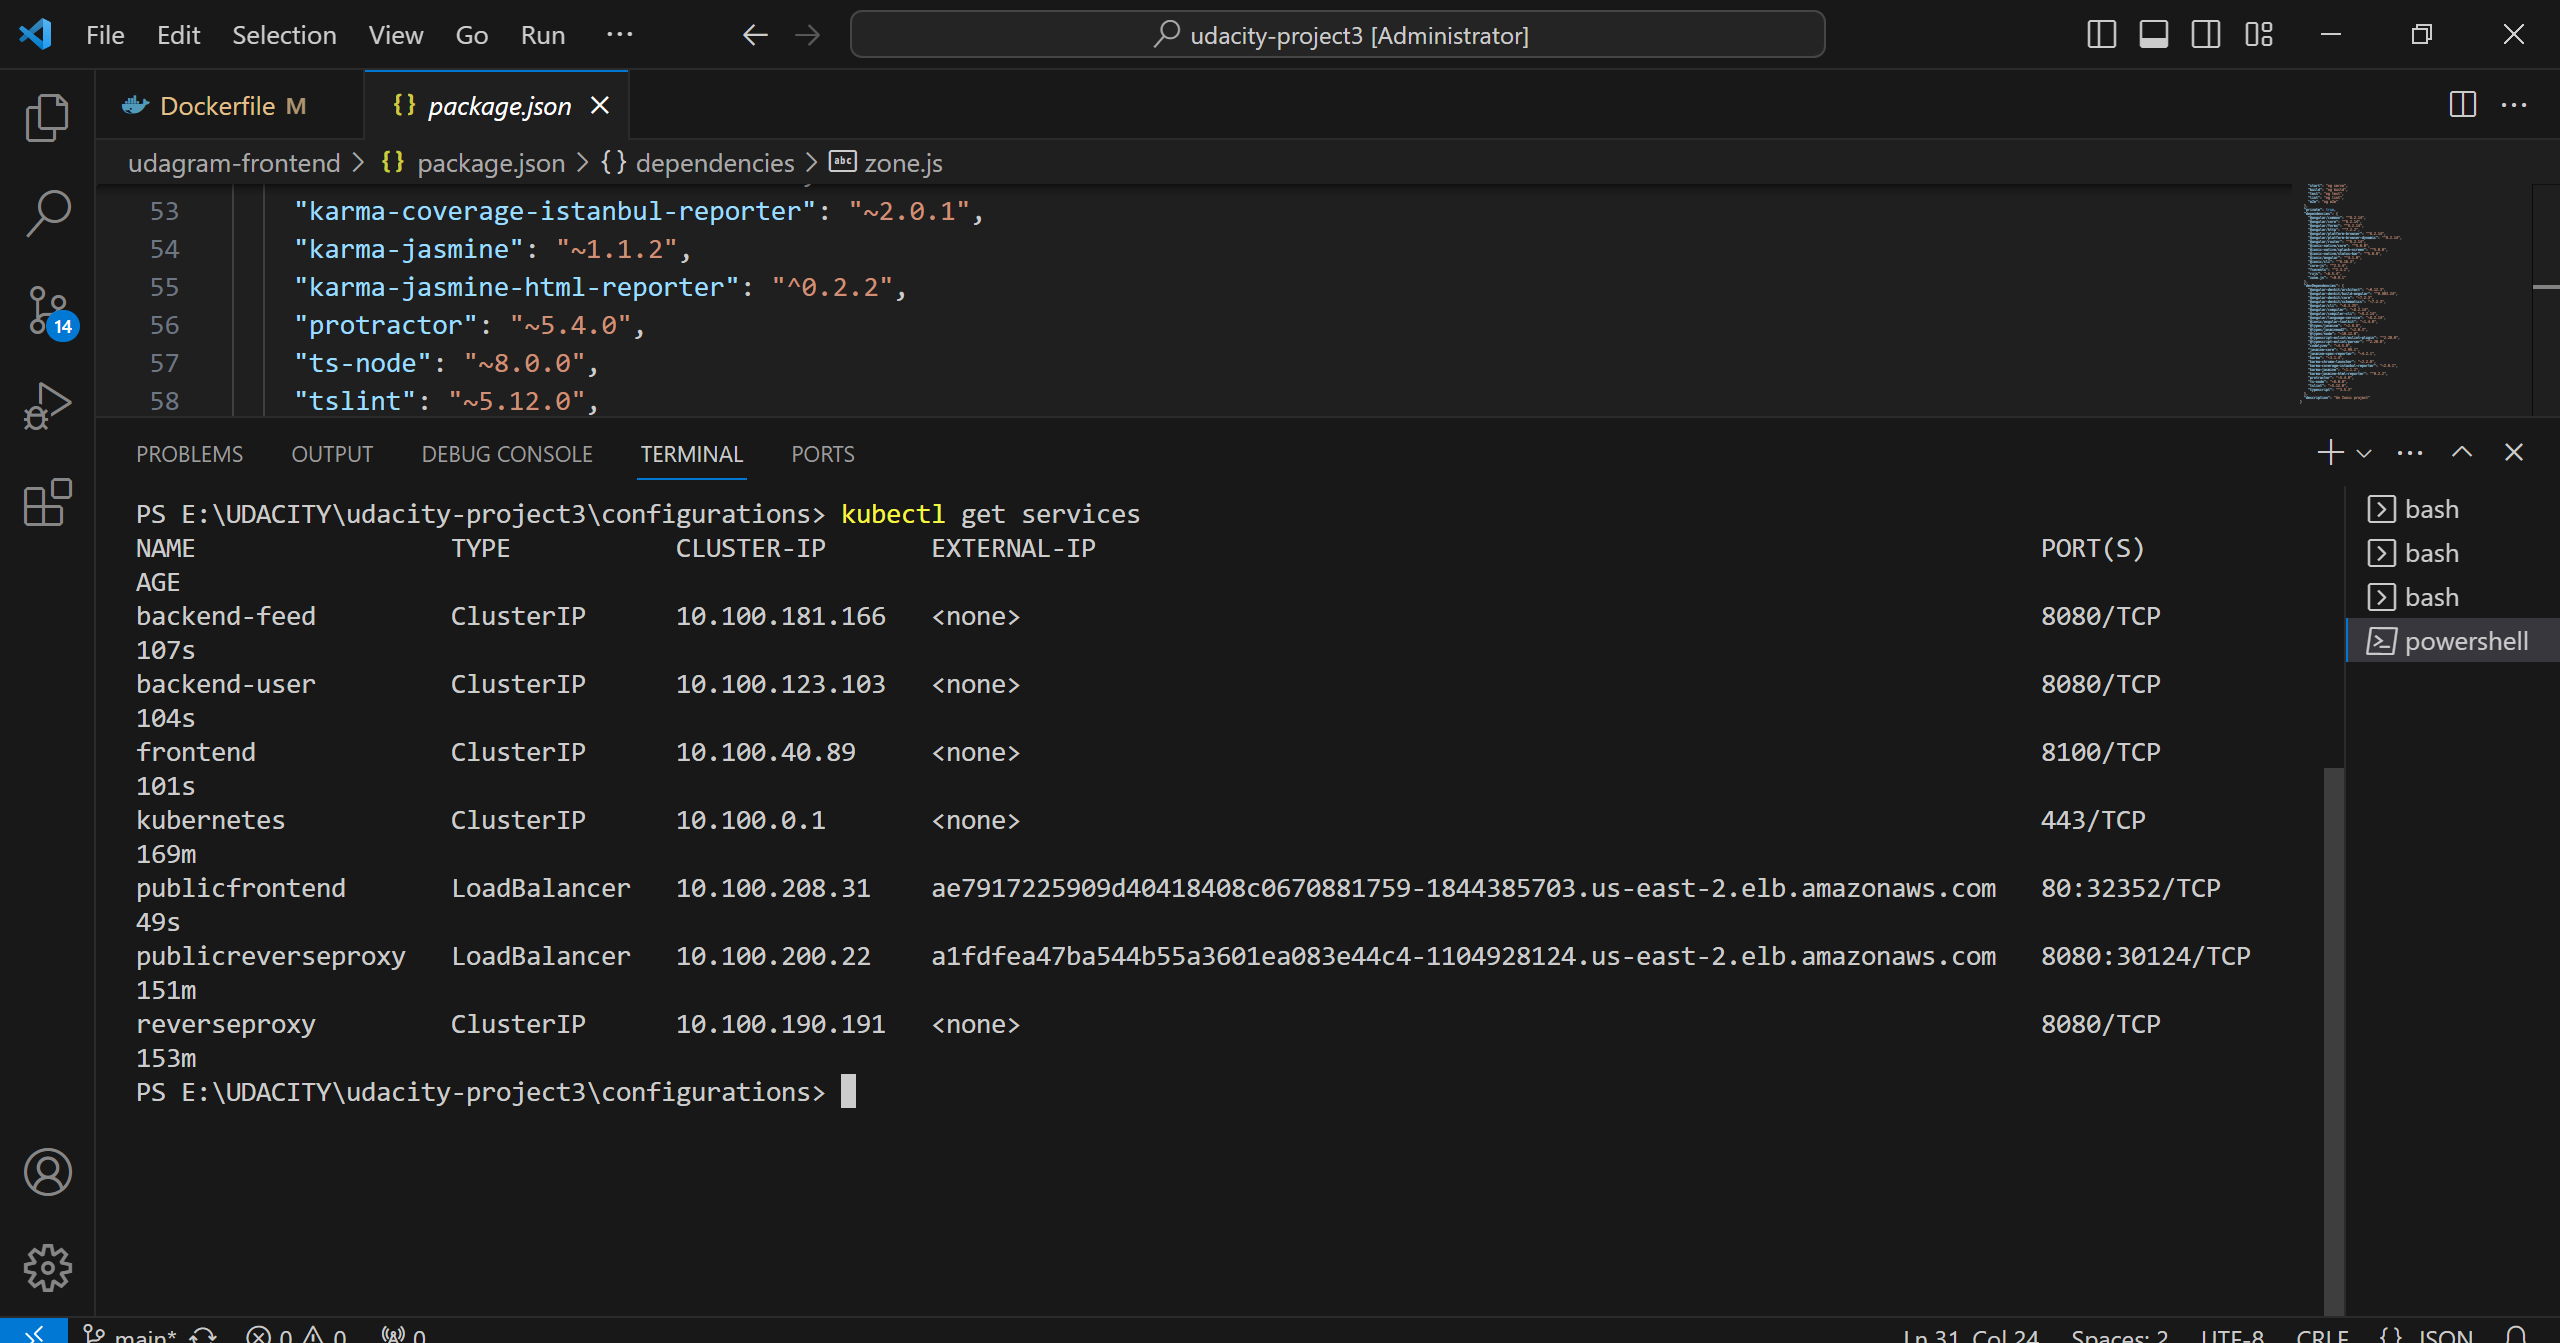 File Edit Selection View Go Run ··· udacity-project3 [Administrator]
Dockerfile M {} package.json
udagram-frontend > {} package.json > {} dependencies > abc zone.js
53 "karma-coverage-istanbul-reporter": "~2.0.1",
54 "karma-jasmine": "~1.1.2",
55 "karma-jasmine-html-reporter": "^0.2.2",
56 "protractor": "~5.4.0",
57 "ts-node": "~8.0.0",
58 "tslint": "~5.12.0",
14
PROBLEMS OUTPUT DEBUG CONSOLE TERMINAL PORTS
PS E:\UDACITY\udacity-project3\configurations> kubectl get services
NAME TYPE CLUSTER-IP EXTERNAL-IP PORT(S)
AGE
backend-feed ClusterIP 10.100.181.166 <none> 8080/TCP
107s
backend-user ClusterIP 10.100.123.103 <none> 8080/TCP
104s
frontend ClusterIP 10.100.40.89 <none> 8100/TCP
101s
kubernetes ClusterIP 10.100.0.1 <none> 443/TCP
169m
publicfrontend LoadBalancer 10.100.208.31 ae7917225909d40418408c0670881759-1844385703.us-east-2.elb.amazonaws.com 80:32352/TCP
49s
publicreverseproxy LoadBalancer 10.100.200.22 a1fdfea47ba544b55a3601ea083e44c4-1104928124.us-east-2.elb.amazonaws.com 8080:30124/TCP
151m
reverseproxy ClusterIP 10.100.190.191 <none> 8080/TCP
153m
PS E:\UDACITY\udacity-project3\configurations>
bash
bash
bash
powershell
main* 0 0 0 Ln 31, Col 24 Spaces: 2 UTF-8 CRLF {} JSON